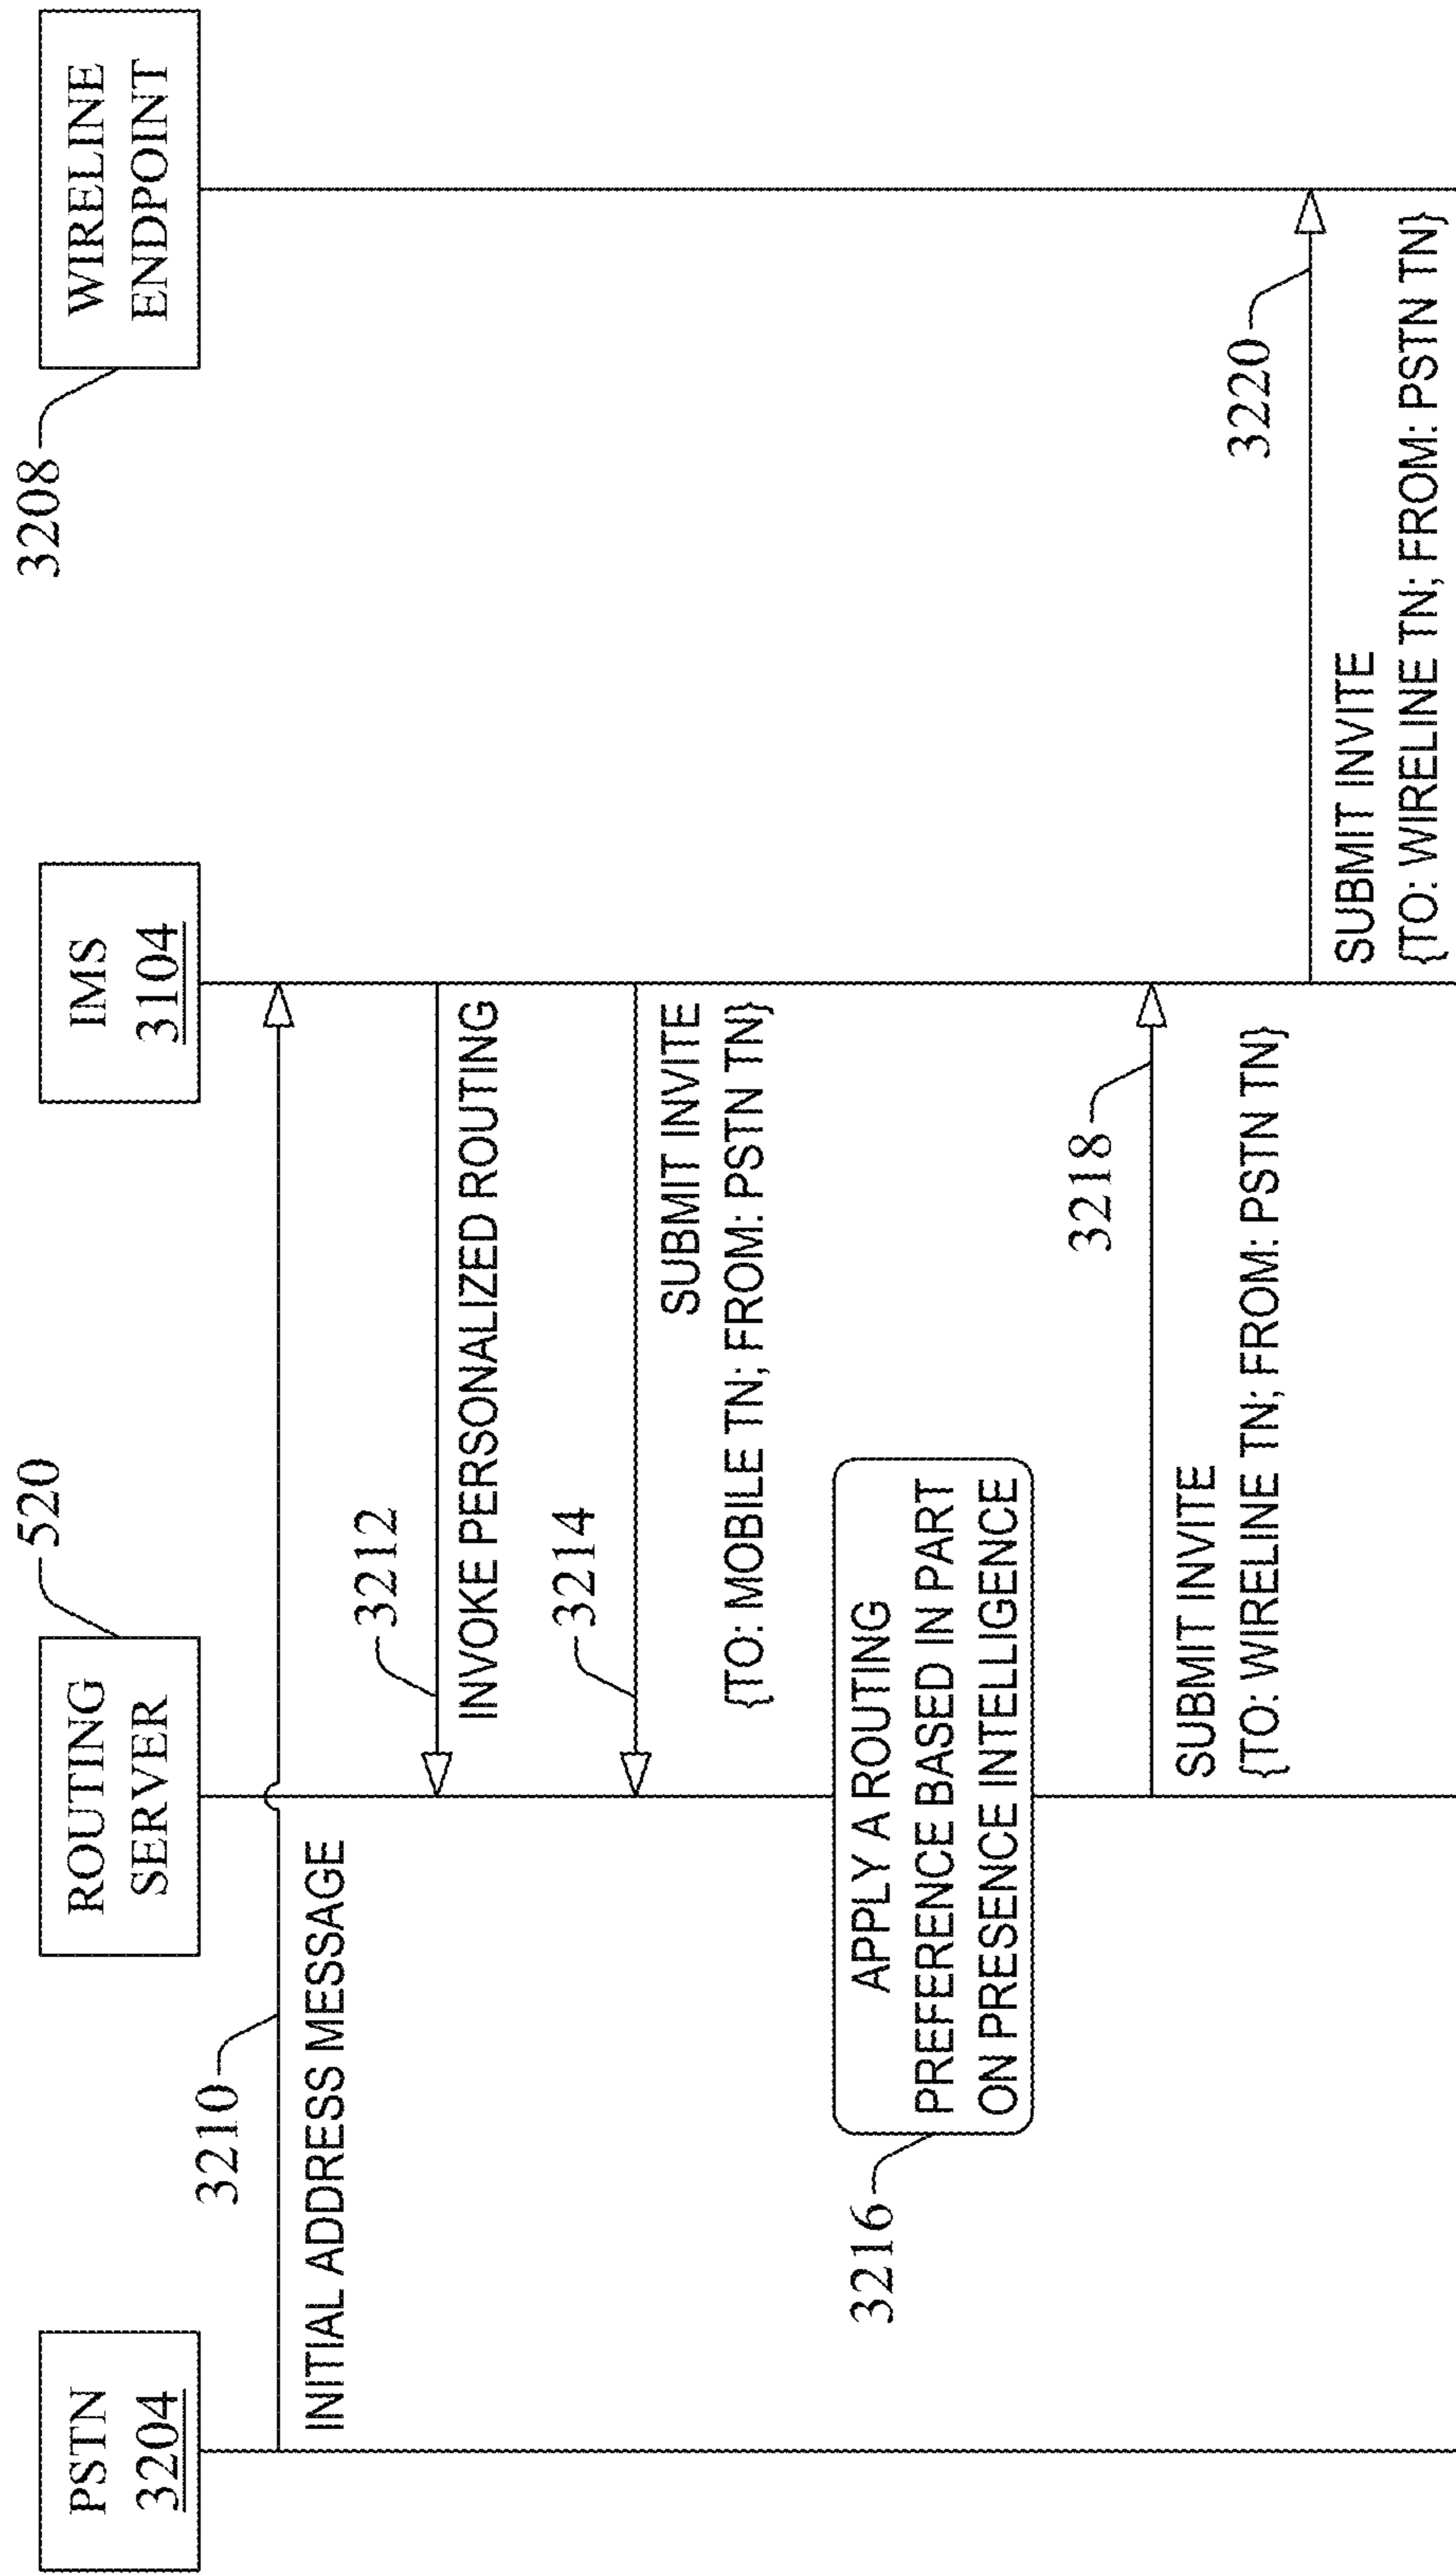 PSTN
3204
ROUTING
SERVER
520
IMS
3104
WIRELINE
ENDPOINT
3208
3210
INITIAL ADDRESS MESSAGE
3212
INVOKE PERSONALIZED ROUTING
3214
SUBMIT INVITE
{TO: MOBILE TN; FROM: PSTN TN}
3216
APPLY A ROUTING
PREFERENCE BASED IN PART
ON PRESENCE INTELLIGENCE
3218
SUBMIT INVITE
{TO: WIRELINE TN; FROM: PSTN TN}
3220
SUBMIT INVITE
{TO: WIRELINE TN; FROM: PSTN TN}